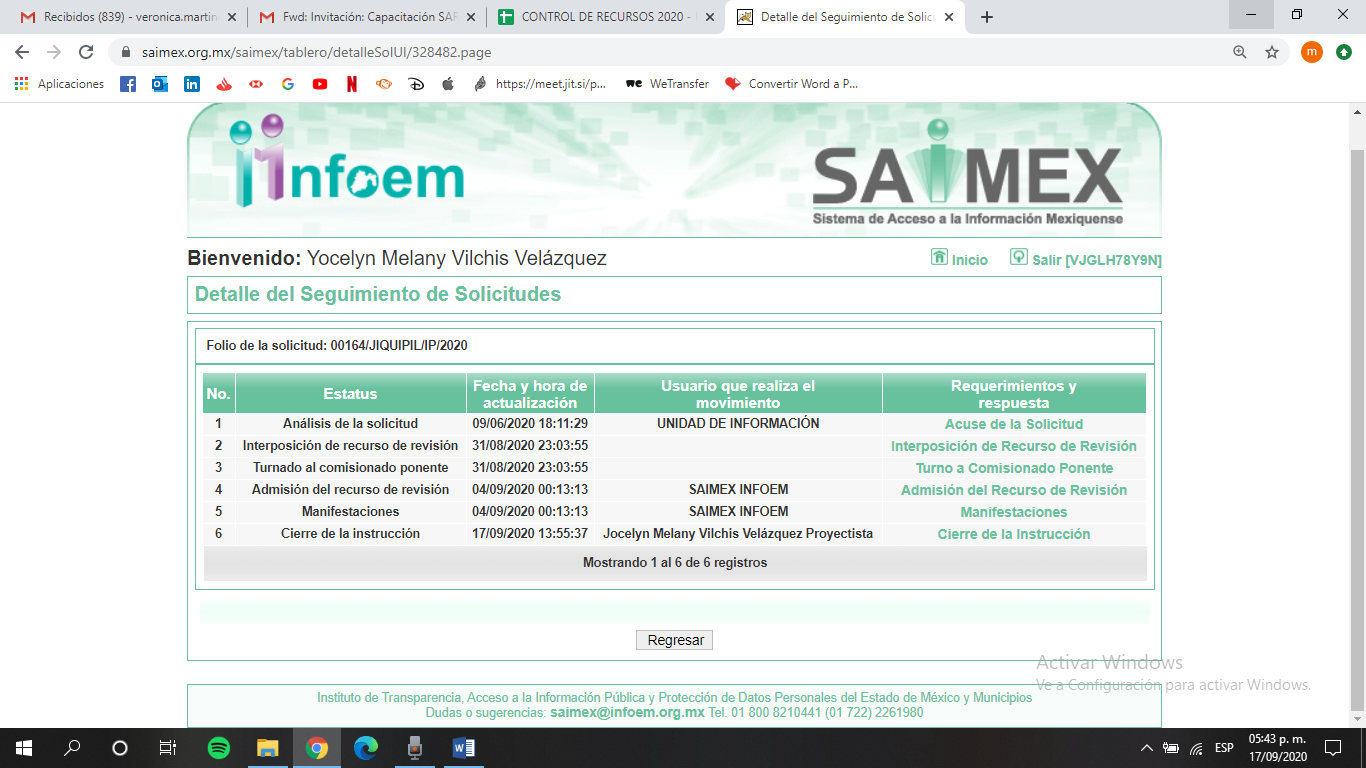 Recibidos (839) - veronica.martin
Fwd: Invitación: Capacitación SAR
CONTROL DE RECURSOS 2020 -
Detalle del Seguimiento de Solici
saimex.org.mx/saimex/tablero/detalleSolUI/328482.page
m
Aplicaciones
https://meet.jit.si/p...
WeTransfer
Convertir Word a P...
infoem
SAIMEX
Sistema de Acceso a la Información Mexiquense
Bienvenido: Yocelyn Melany Vilchis Velázquez
Inicio
Salir [VJGLH78Y9N]
Detalle del Seguimiento de Solicitudes
Folio de la solicitud: 00164/JIQUIPIL/IP/2020
No. Estatus Fecha y hora de actualización Usuario que realiza el movimiento Requerimientos y respuesta
1 Análisis de la solicitud 09/06/2020 18:11:29 UNIDAD DE INFORMACIÓN Acuse de la Solicitud
2 Interposición de recurso de revisión 31/08/2020 23:03:55 Interposición de Recurso de Revisión
3 Turnado al comisionado ponente 31/08/2020 23:03:55 Turno a Comisionado Ponente
4 Admisión del recurso de revisión 04/09/2020 00:13:13 SAIMEX INFOEM Admisión del Recurso de Revisión
5 Manifestaciones 04/09/2020 00:13:13 SAIMEX INFOEM Manifestaciones
6 Cierre de la instrucción 17/09/2020 13:55:37 Jocelyn Melany Vilchis Velázquez Proyectista Cierre de la Instrucción
Mostrando 1 al 6 de 6 registros
Regresar
Activar Windows
Ve a Configuración para activar Windows.
Instituto de Transparencia, Acceso a la Información Pública y Protección de Datos Personales del Estado de México y Municipios
Dudas o sugerencias: saimex@infoem.org.mx Tel. 01 800 8210441 (01 722) 2261980
ESP
05:43 p. m.
17/09/2020